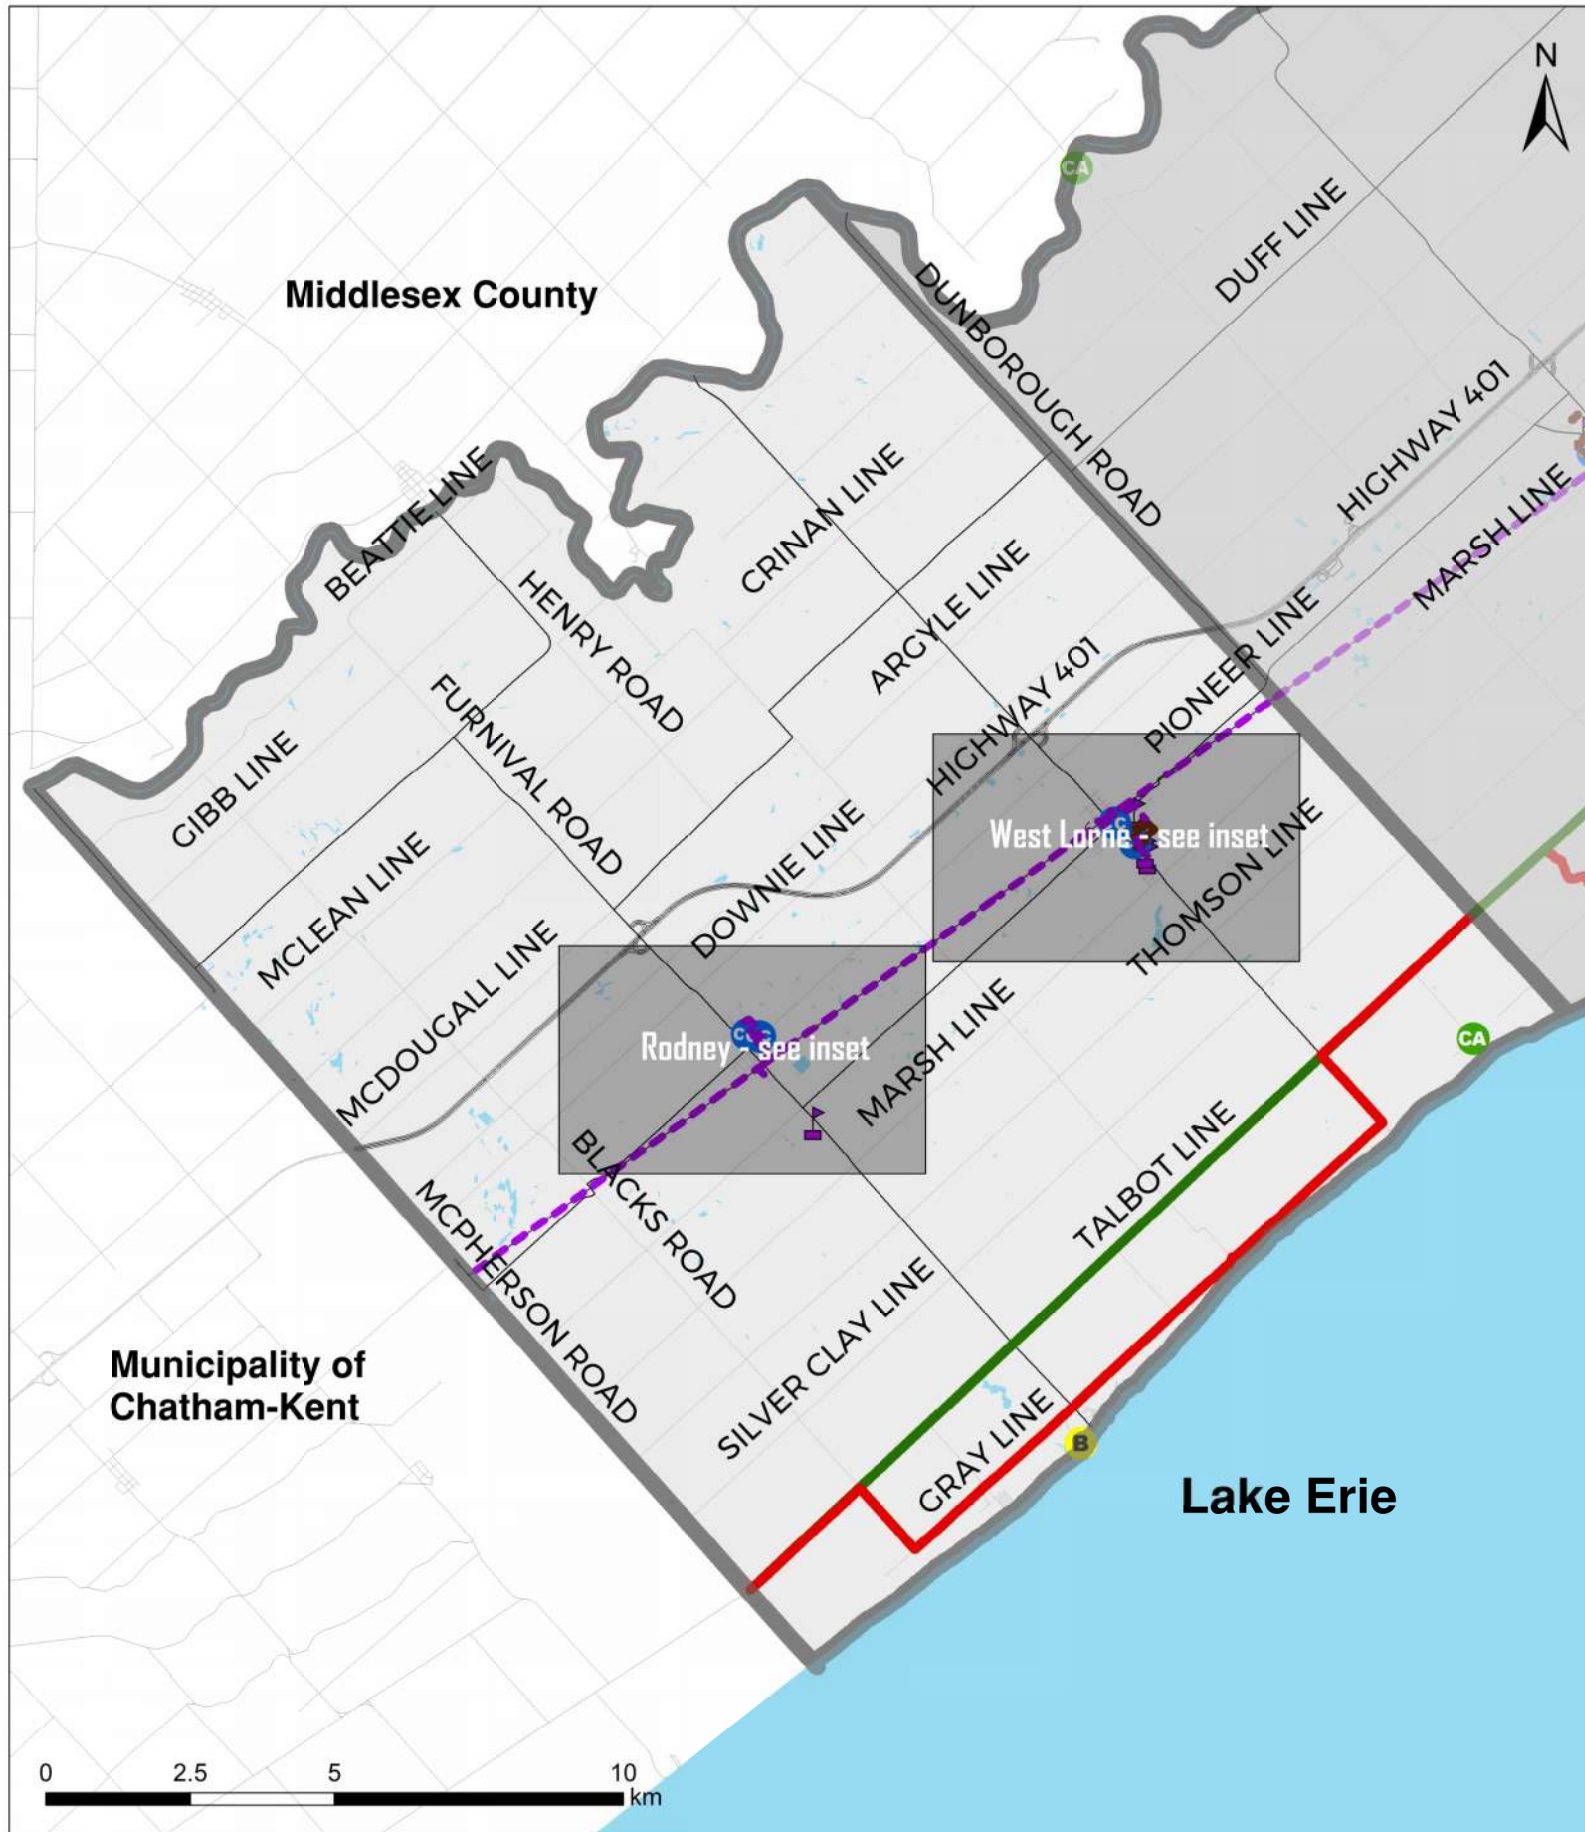 N
CA
DUFF LINE
Middlesex County
DUNBOROUGH ROAD
HIGHWAY 401
BEATTIE LINE
CRINAN LINE
MARSH LINE
HENRY ROAD
ARGYLE LINE
PIONEER LINE
FURNIVAL ROAD
HIGHWAY 401
GIBB LINE
West Lorne - see inset
DOWNIE LINE
THOMSON LINE
MCLEAN LINE
MCDOUGALL LINE
Rodney - see inset
MARSH LINE
CA
BLACKS ROAD
TALBOT LINE
MCPHERSON ROAD
SILVER CLAY LINE
Municipality of
Chatham-Kent
GRAY LINE
B
Lake Erie
0 2.5 5 10
km